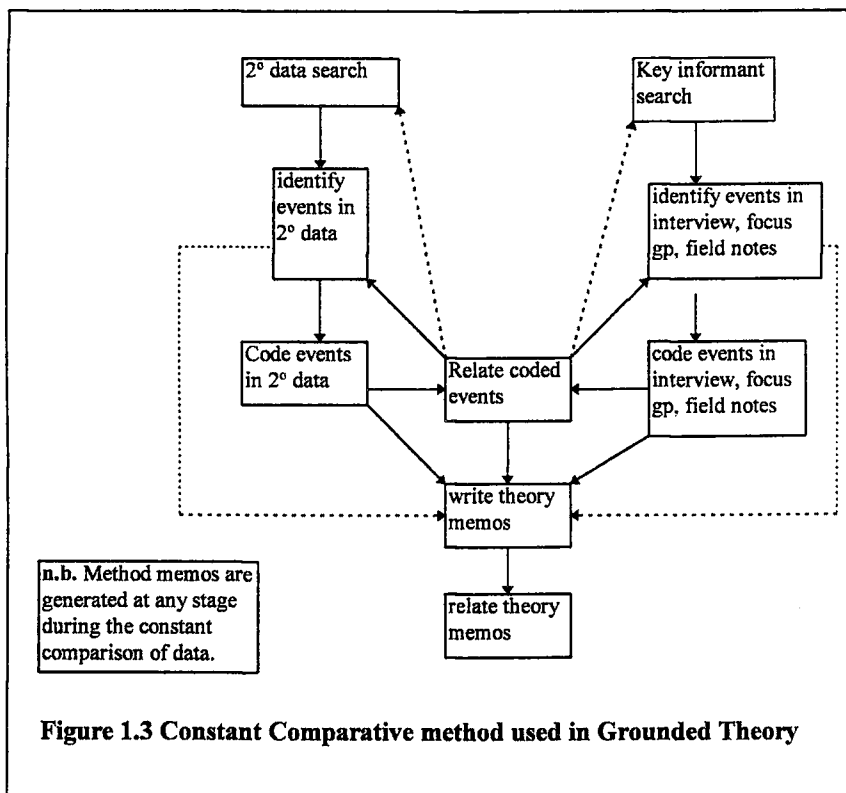 2º data search
Key informant
search
identify
events in
2º data
identify events in
interview, focus
gp, field notes
Code events
in 2º data
Relate coded
events
code events in
interview, focus
gp, field notes
write theory
memos
n.b. Method memos are
generated at any stage
during the constant
comparison of data.
relate theory
memos
Figure 1.3 Constant Comparative method used in Grounded Theory